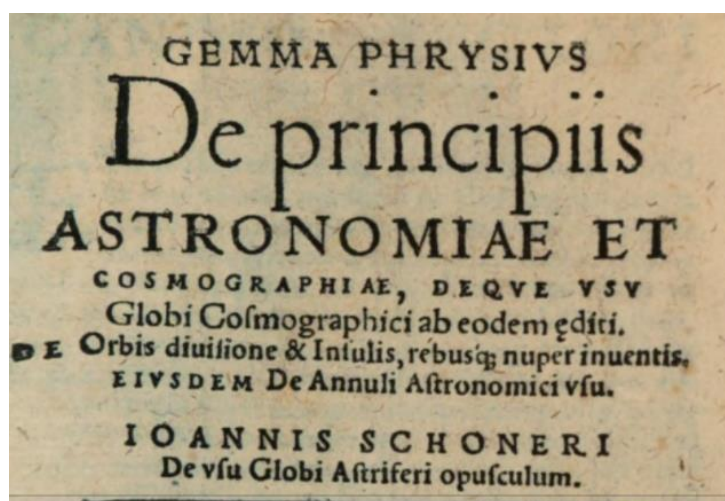 GEMMA PHRYSIVS
De principiis
ASTRONOMIAE ET
COSMOGRAPHIAE, DEQVE VSV
Globi Coſmographici ab eodem ęditi.
DE Orbis diuiſione & Inſulis, rebusq; nuper inuentis.
EIVSDEM De Annuli Aſtronomici vſu.
IOANNIS SCHONERI
De vſu Globi Aſtriferi opuſculum.